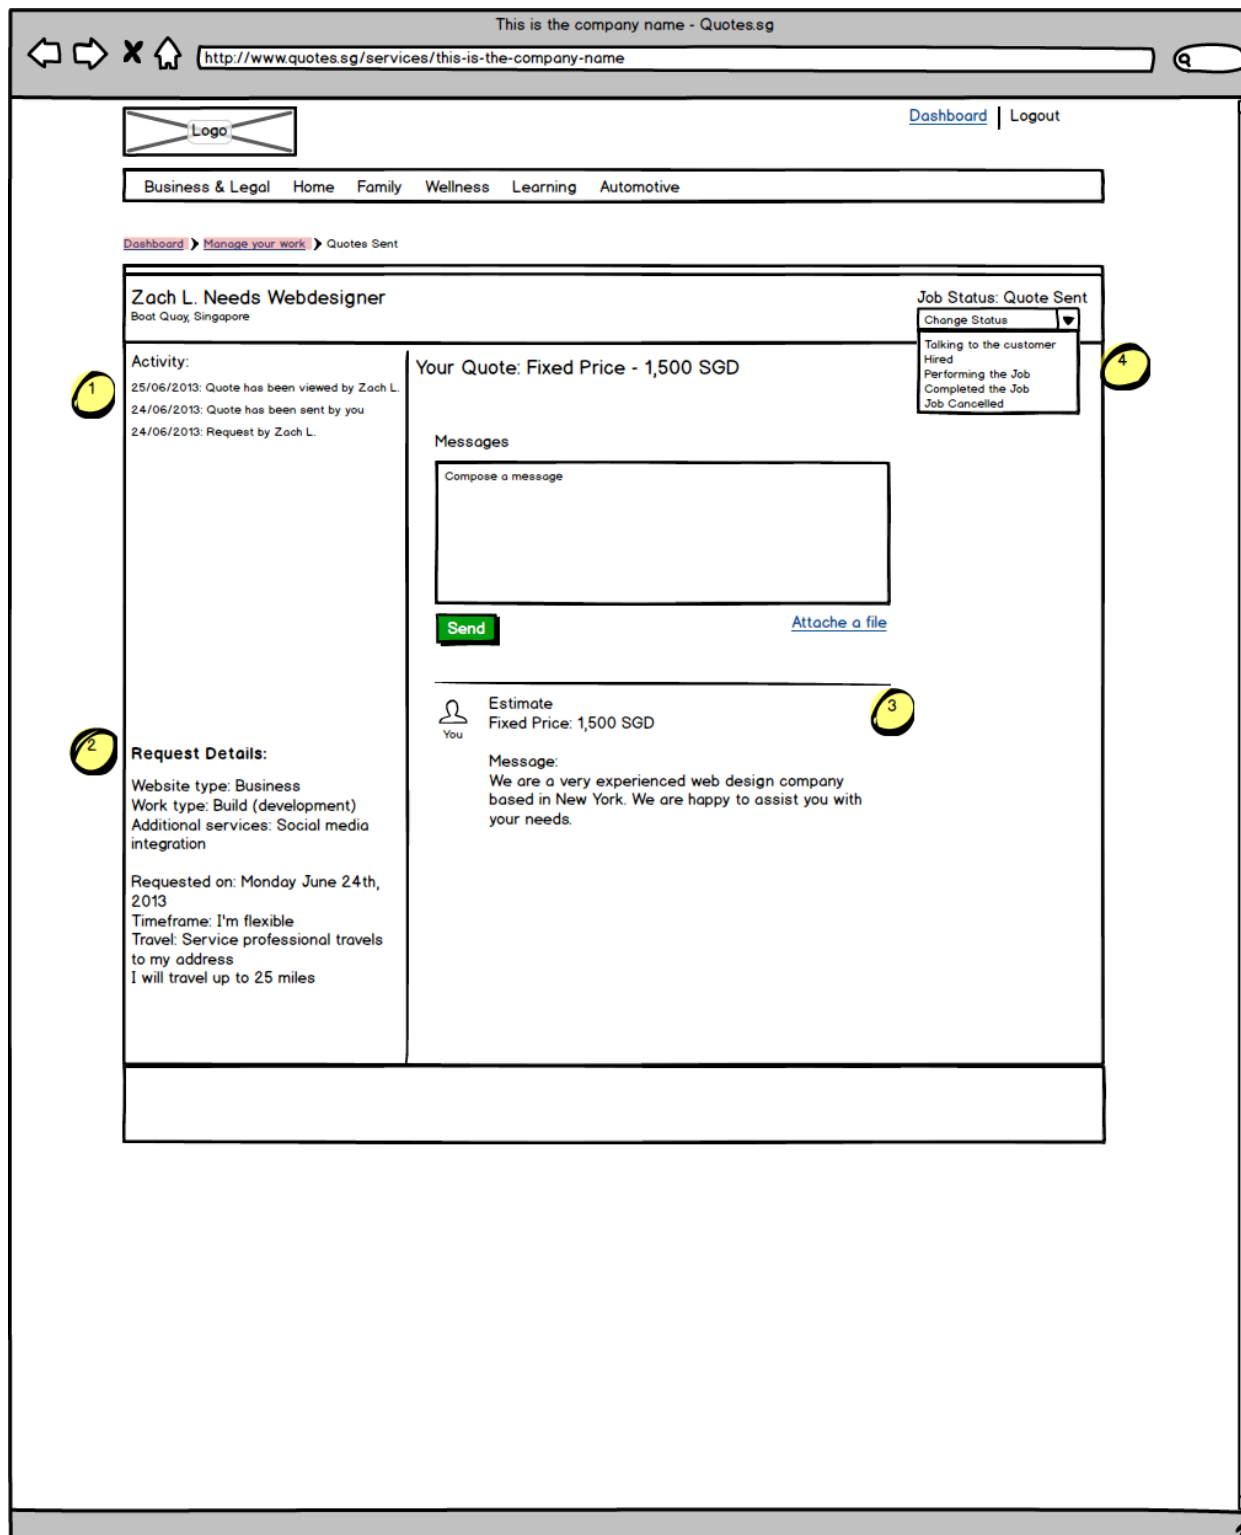 This is the company name - Quotes.sg
http://www.quotes.sg/services/this-is-the-company-name
Logo
Dashboard Logout
Business & Legal Home Family Wellness Learning Automotive
Dashboard Manage your work Quotes Sent
Zach L. Needs Webdesigner
Boat Quay, Singapore
Job Status: Quote Sent
Change Status
Talking to the customer
Hired
Performing the Job
Completed the Job
Job Cancelled
4
1
Activity:
25/06/2013: Quote has been viewed by Zach L.
24/06/2013: Quote has been sent by you
24/06/2013: Request by Zach L.
Your Quote: Fixed Price - 1,500 SGD
Messages
Compose a message
Send
Attache a file
You
Estimate
Fixed Price: 1,500 SGD
3
Message:
We are a very experienced web design company
based in New York. We are happy to assist you with
your needs.
2
Request Details:
Website type: Business
Work type: Build (development)
Additional services: Social media
integration
Requested on: Monday June 24th,
2013
Timeframe: I'm flexible
Travel: Service professional travels
to my address
I will travel up to 25 miles